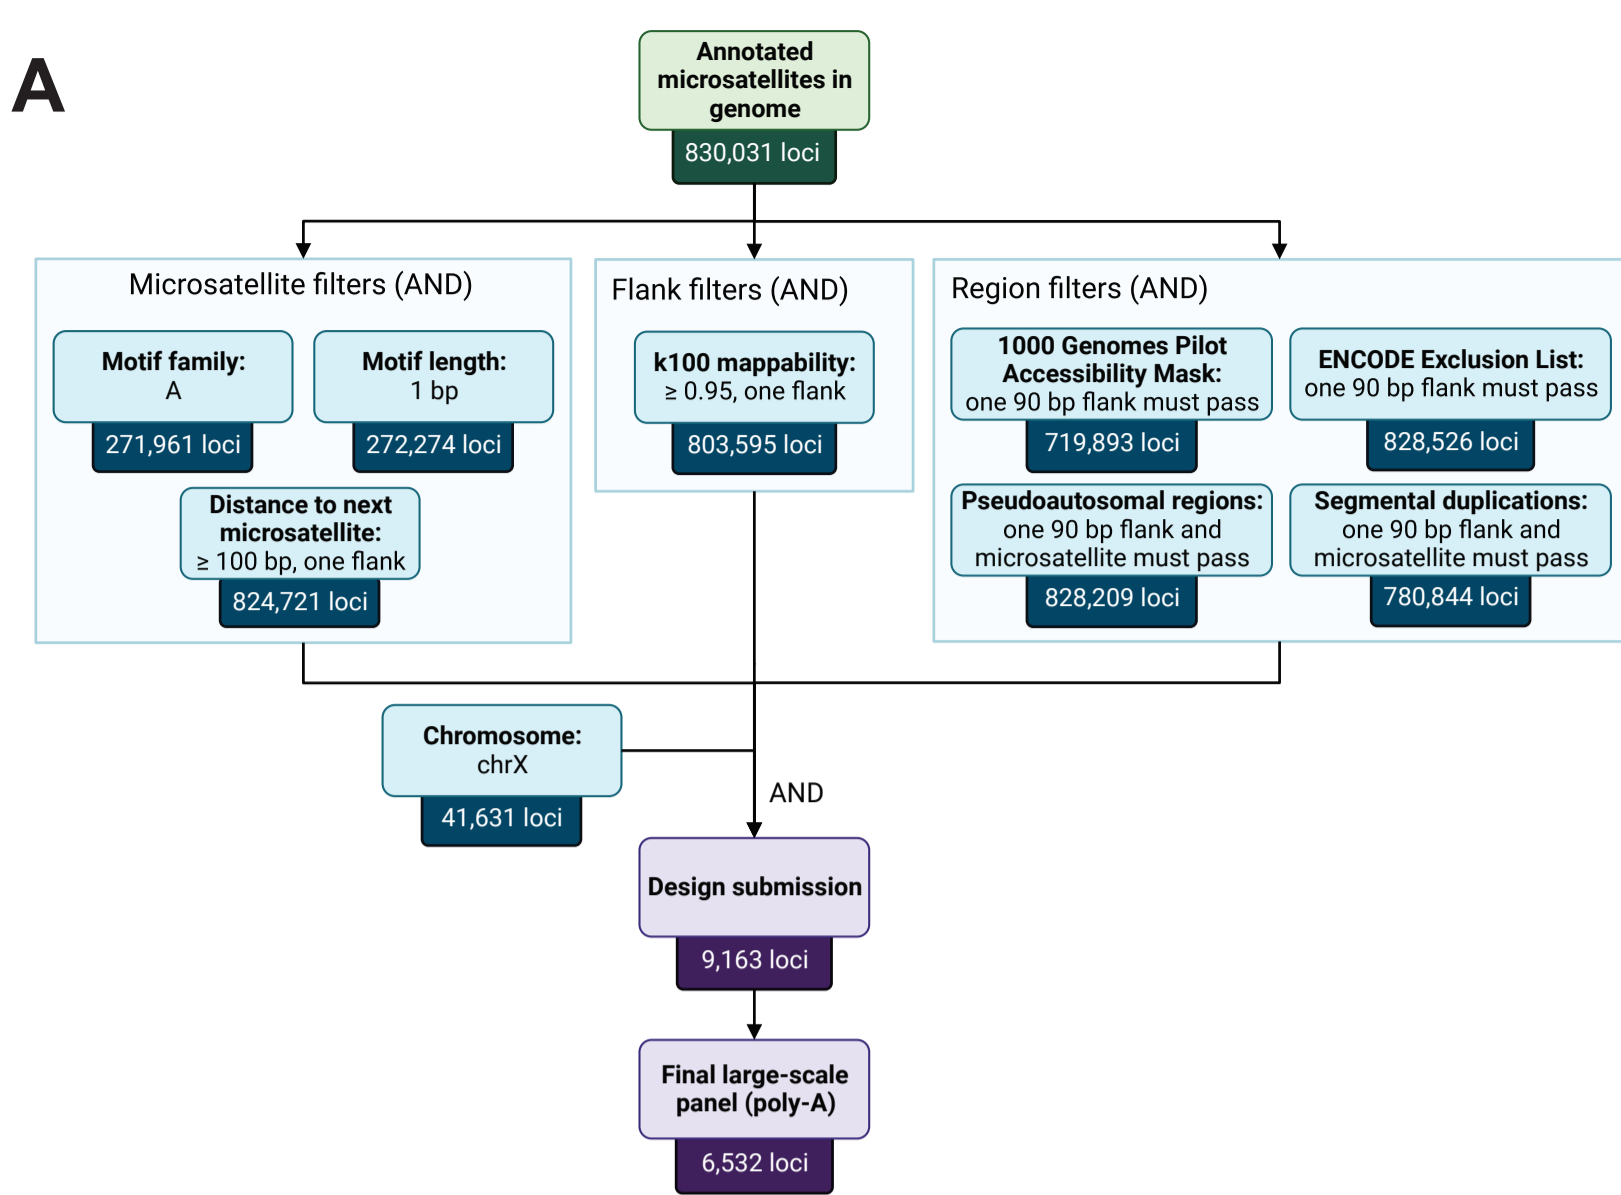 A
Annotated
microsatellites in
genome
830,031 loci
Microsatellite filters (AND)
Motif family:
A
271,961 loci
Motif length:
1 bp
272,274 loci
Distance to next
microsatellite:
≥ 100 bp, one flank
824,721 loci
Flank filters (AND)
k100 mappability:
≥ 0.95, one flank
803,595 loci
Region filters (AND)
1000 Genomes Pilot
Accessibility Mask:
one 90 bp flank must pass
719,893 loci
ENCODE Exclusion List:
one 90 bp flank must pass
828,526 loci
Pseudoautosomal regions:
one 90 bp flank and
microsatellite must pass
828,209 loci
Segmental duplications:
one 90 bp flank and
microsatellite must pass
780,844 loci
Chromosome:
chrX
41,631 loci
AND
Design submission
9,163 loci
Final large-scale
panel (poly-A)
6,532 loci